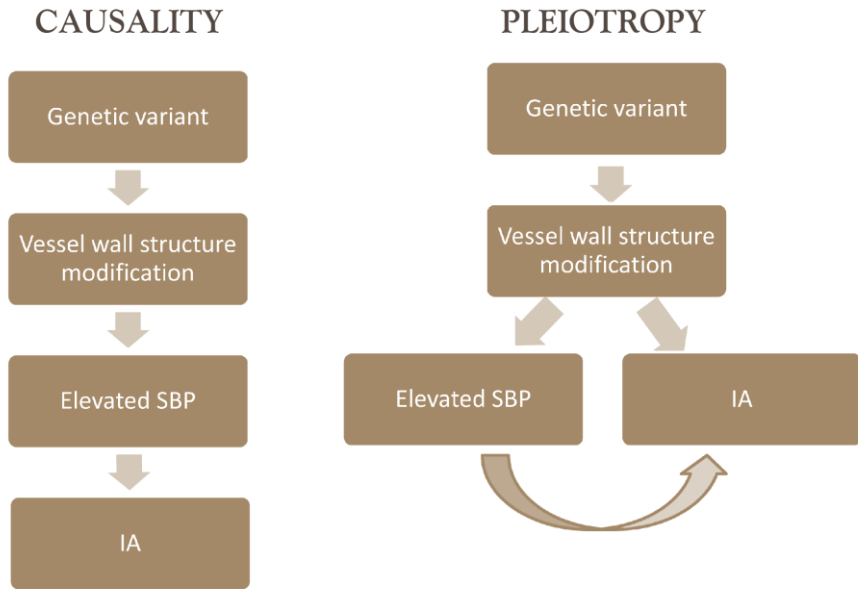 CAUSALITY
Genetic variant
Vessel wall structure
modification
Elevated SBP
IA
PLEIOTROPY
Genetic variant
Vessel wall structure
modification
Elevated SBP
IA